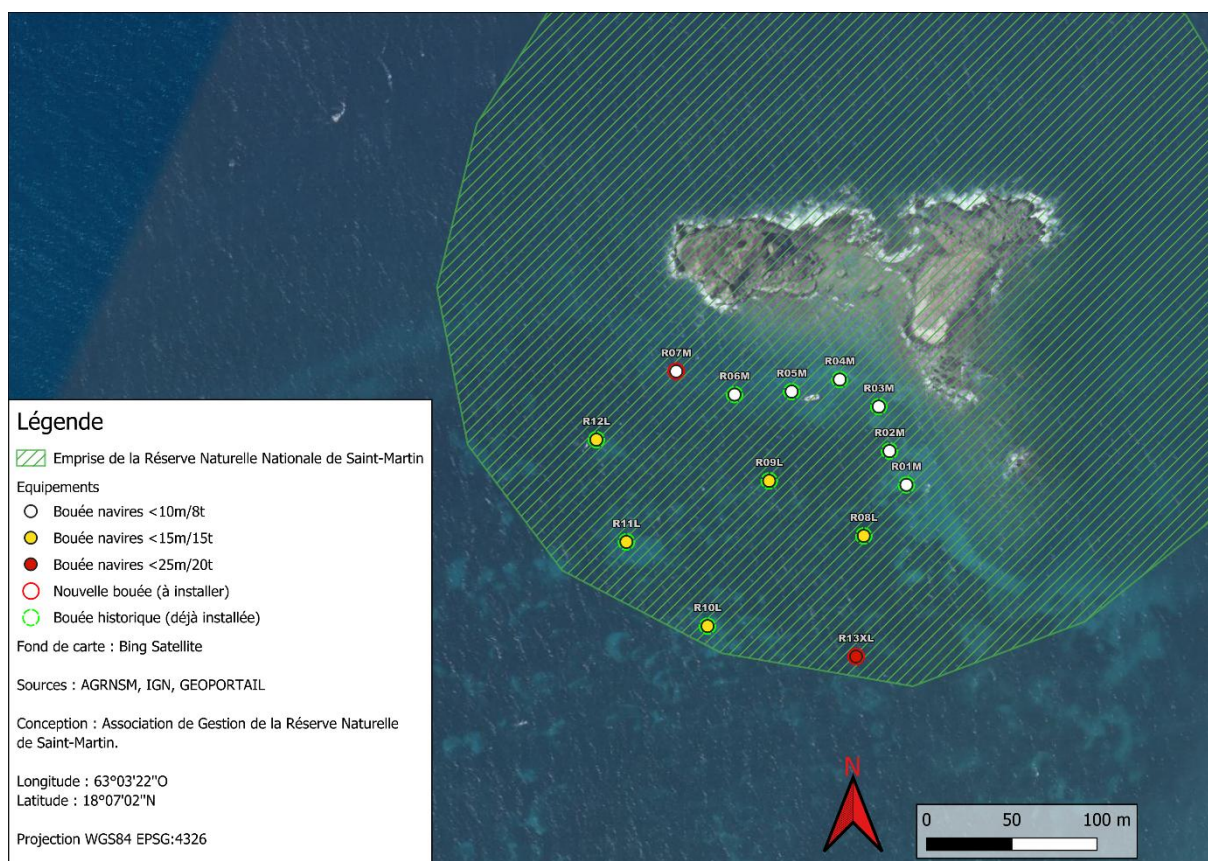 R07M
R06M
R05M
R04M
R03M
R02M
R01M
R12L
R09L
R08L
R11L
R10L
R13XL
Légende
Emprise de la Réserve Naturelle Nationale de Saint-Martin
Equipements
Bouée navires <10m/8t
Bouée navires <15m/15t
Bouée navires <25m/20t
Nouvelle bouée (à installer)
Bouée historique (déjà installée)
Fond de carte : Bing Satellite
Sources : AGRNSM, IGN, GEOPORTAIL
Conception : Association de Gestion de la Réserve Naturelle
de Saint-Martin.
Longitude : 63°03'22"O
Latitude : 18°07'02"N
Projection WGS84 EPSG:4326
N
0 50 100 m